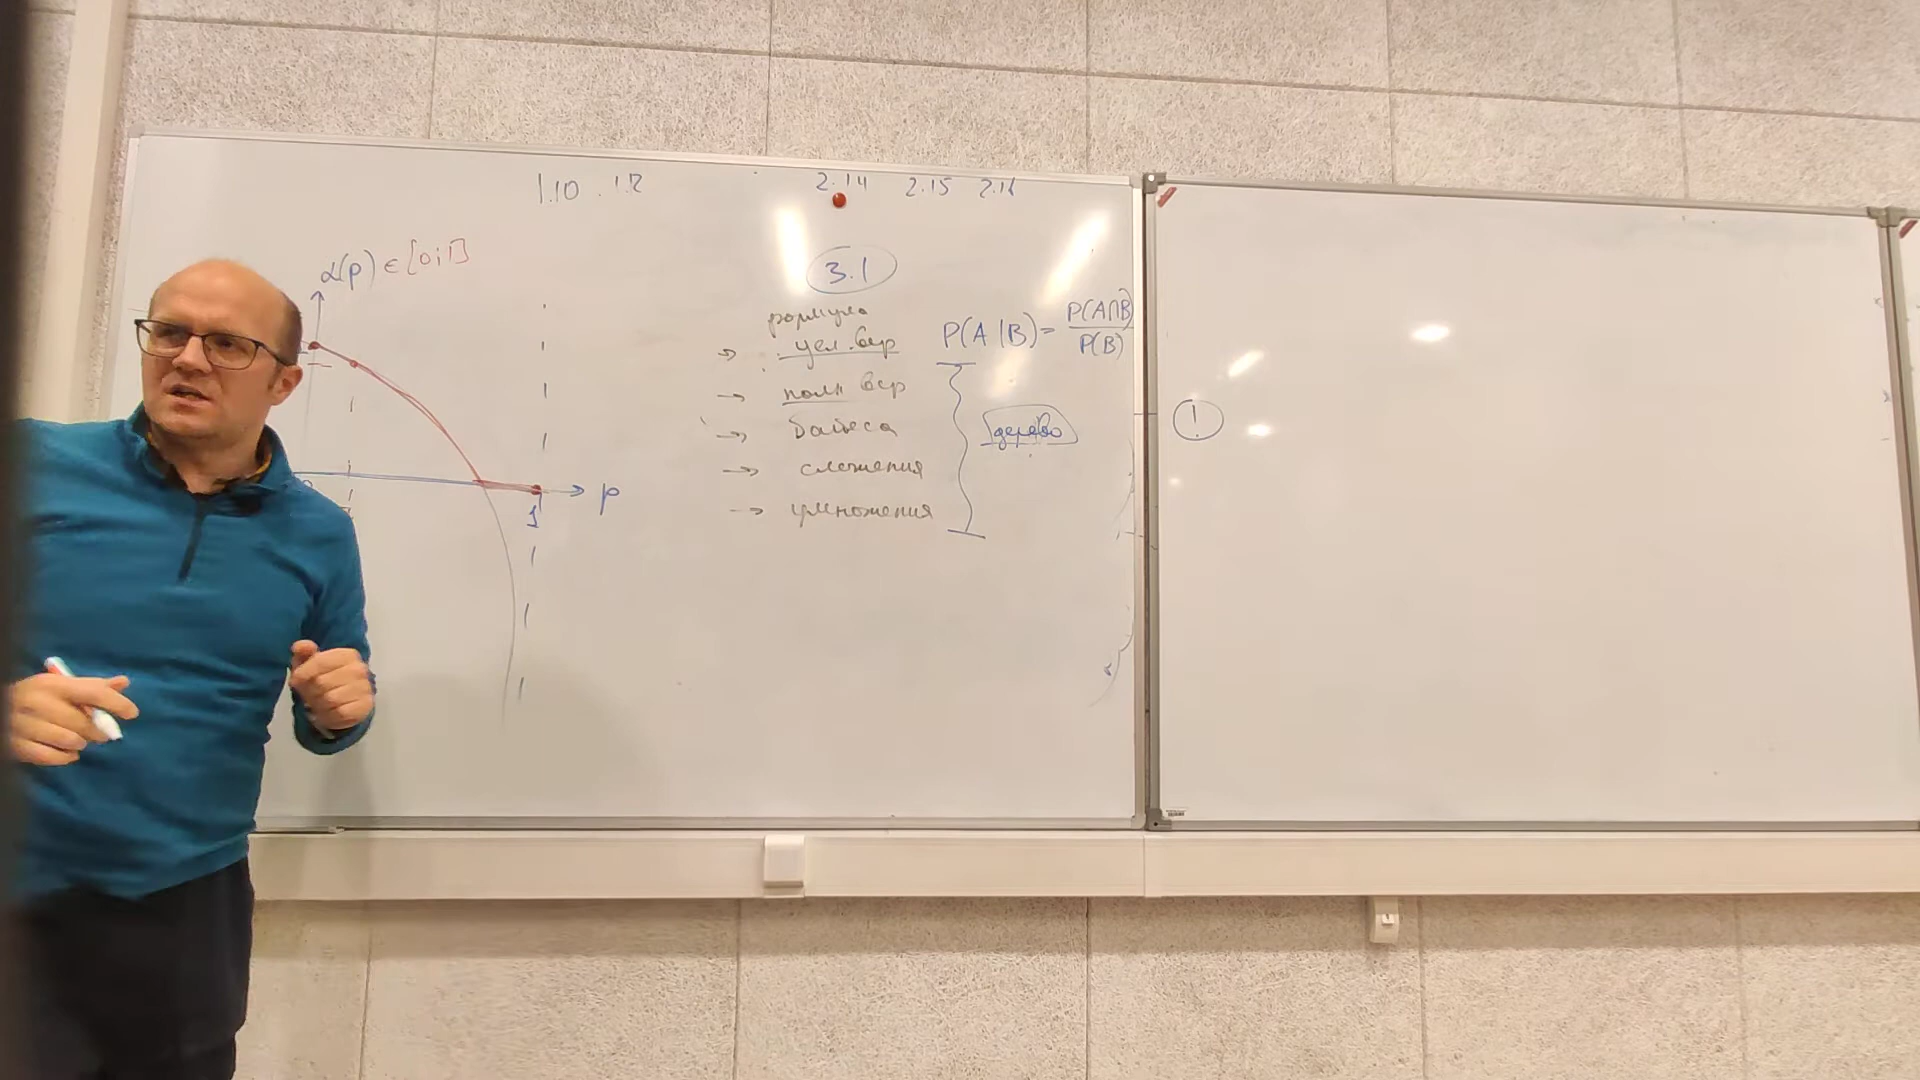 1.10 . 1.12
2.14 2.15 2.16
α(p) ∈ [0;1]
3.1
формула
→ усл. вер P(A|B) = P(A∩B) / P(B)
→ полн вер
→ Байеса
дерево
→ сложения
→ умножения
p
1
!